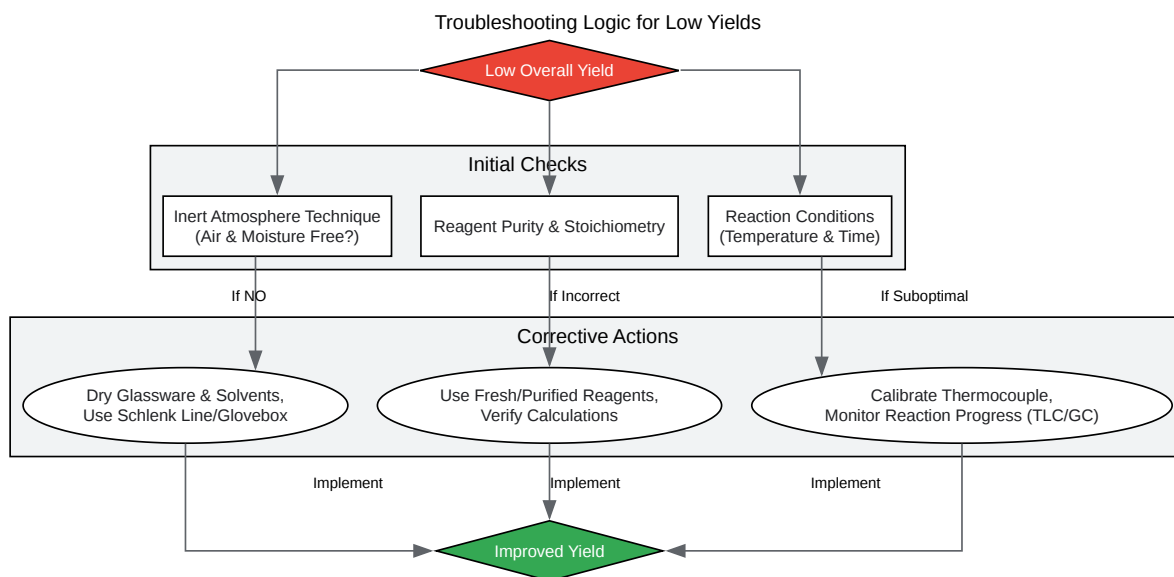 Troubleshooting Logic for Low Yields
Low Overall Yield
Initial Checks
Inert Atmosphere Technique
(Air & Moisture Free?)
Reagent Purity & Stoichiometry
Reaction Conditions
(Temperature & Time)
If NO
If Incorrect
If Suboptimal
Corrective Actions
Dry Glassware & Solvents,
Use Schlenk Line/Glovebox
Use Fresh/Purified Reagents,
Verify Calculations
Calibrate Thermocouple,
Monitor Reaction Progress (TLC/GC)
Implement
Implement
Implement
Improved Yield